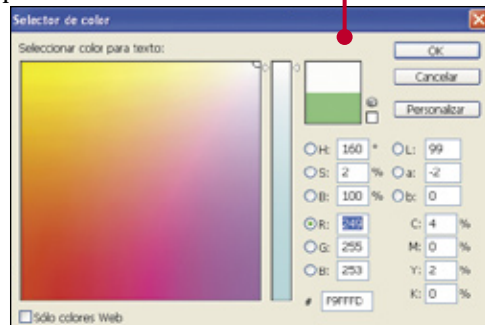 Selector de color
Seleccionar color para texto:
OK
Cancelar
Personalizar
H: 160 ° L: 99
S: 2 % a: -2
B: 100 % b: 0
R: 249 C: 4 %
G: 255 M: 0 %
B: 253 Y: 2 %
# F9FFFD K: 0 %
Sólo colores Web